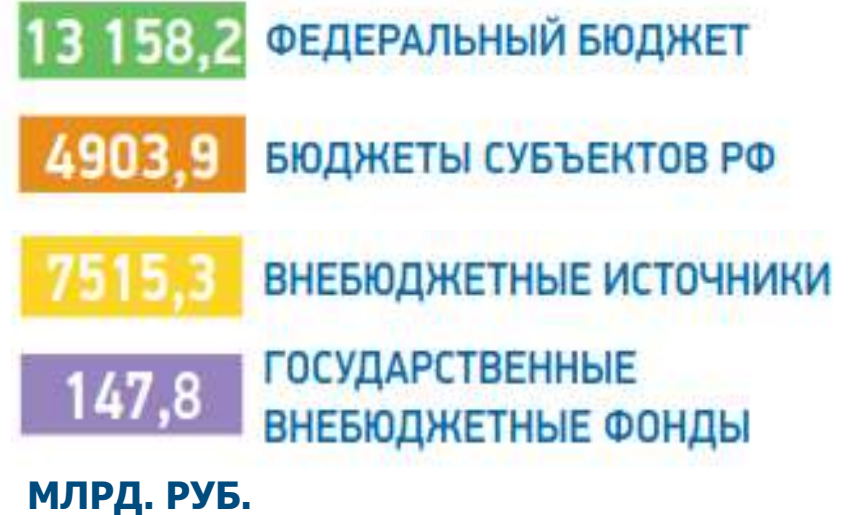 13 158,2 ФЕДЕРАЛЬНЫЙ БЮДЖЕТ
4903,9 БЮДЖЕТЫ СУБЪЕКТОВ РФ
7515,3 ВНЕБЮДЖЕТНЫЕ ИСТОЧНИКИ
147,8 ГОСУДАРСТВЕННЫЕ
ВНЕБЮДЖЕТНЫЕ ФОНДЫ
МЛРД. РУБ.